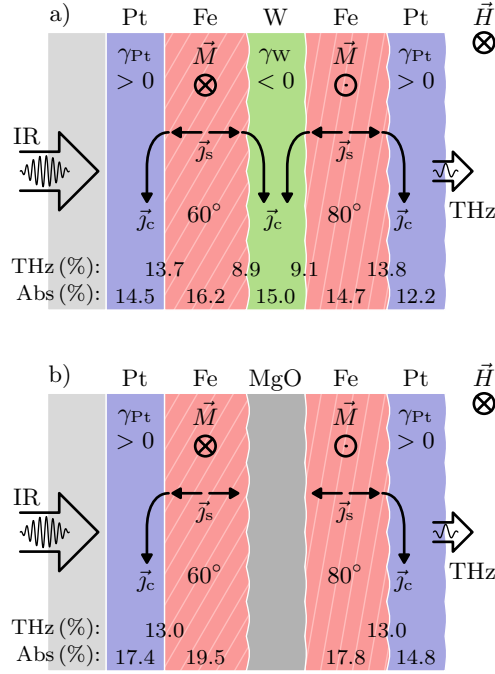 a) Pt Fe W Fe Pt H⃗
γPt γW γPt
> 0 < 0 > 0
M⃗ M⃗
IR
j⃗s j⃗s
THz
j⃗c j⃗c j⃗c
60° 80°
THz (%): 13.7 8.9 9.1 13.8
Abs (%): 14.5 16.2 15.0 14.7 12.2
b) Pt Fe MgO Fe Pt H⃗
γPt γPt
> 0 > 0
M⃗ M⃗
IR
j⃗s j⃗s
THz
j⃗c j⃗c
60° 80°
THz (%): 13.0 13.0
Abs (%): 17.4 19.5 17.8 14.8